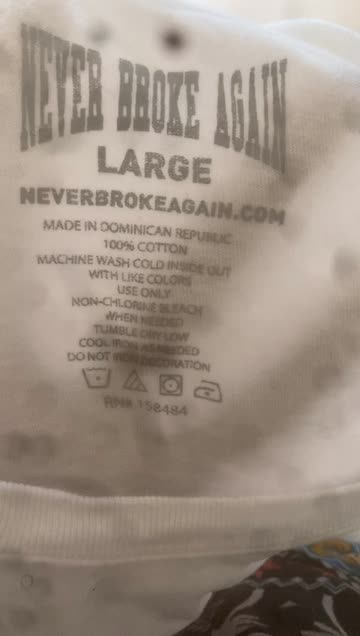 NEVER BROKE AGAIN
LARGE
NEVERBROKEAGAIN.COM
MADE IN DOMINICAN REPUBLIC
100% COTTON
MACHINE WASH COLD INSIDE OUT
WITH LIKE COLORS
USE ONLY
NON-CHLORINE BLEACH
WHEN NEEDED
TUMBLE DRY LOW
COOL IRON AS NEEDED
DO NOT IRON DECORATION
RN# 158484